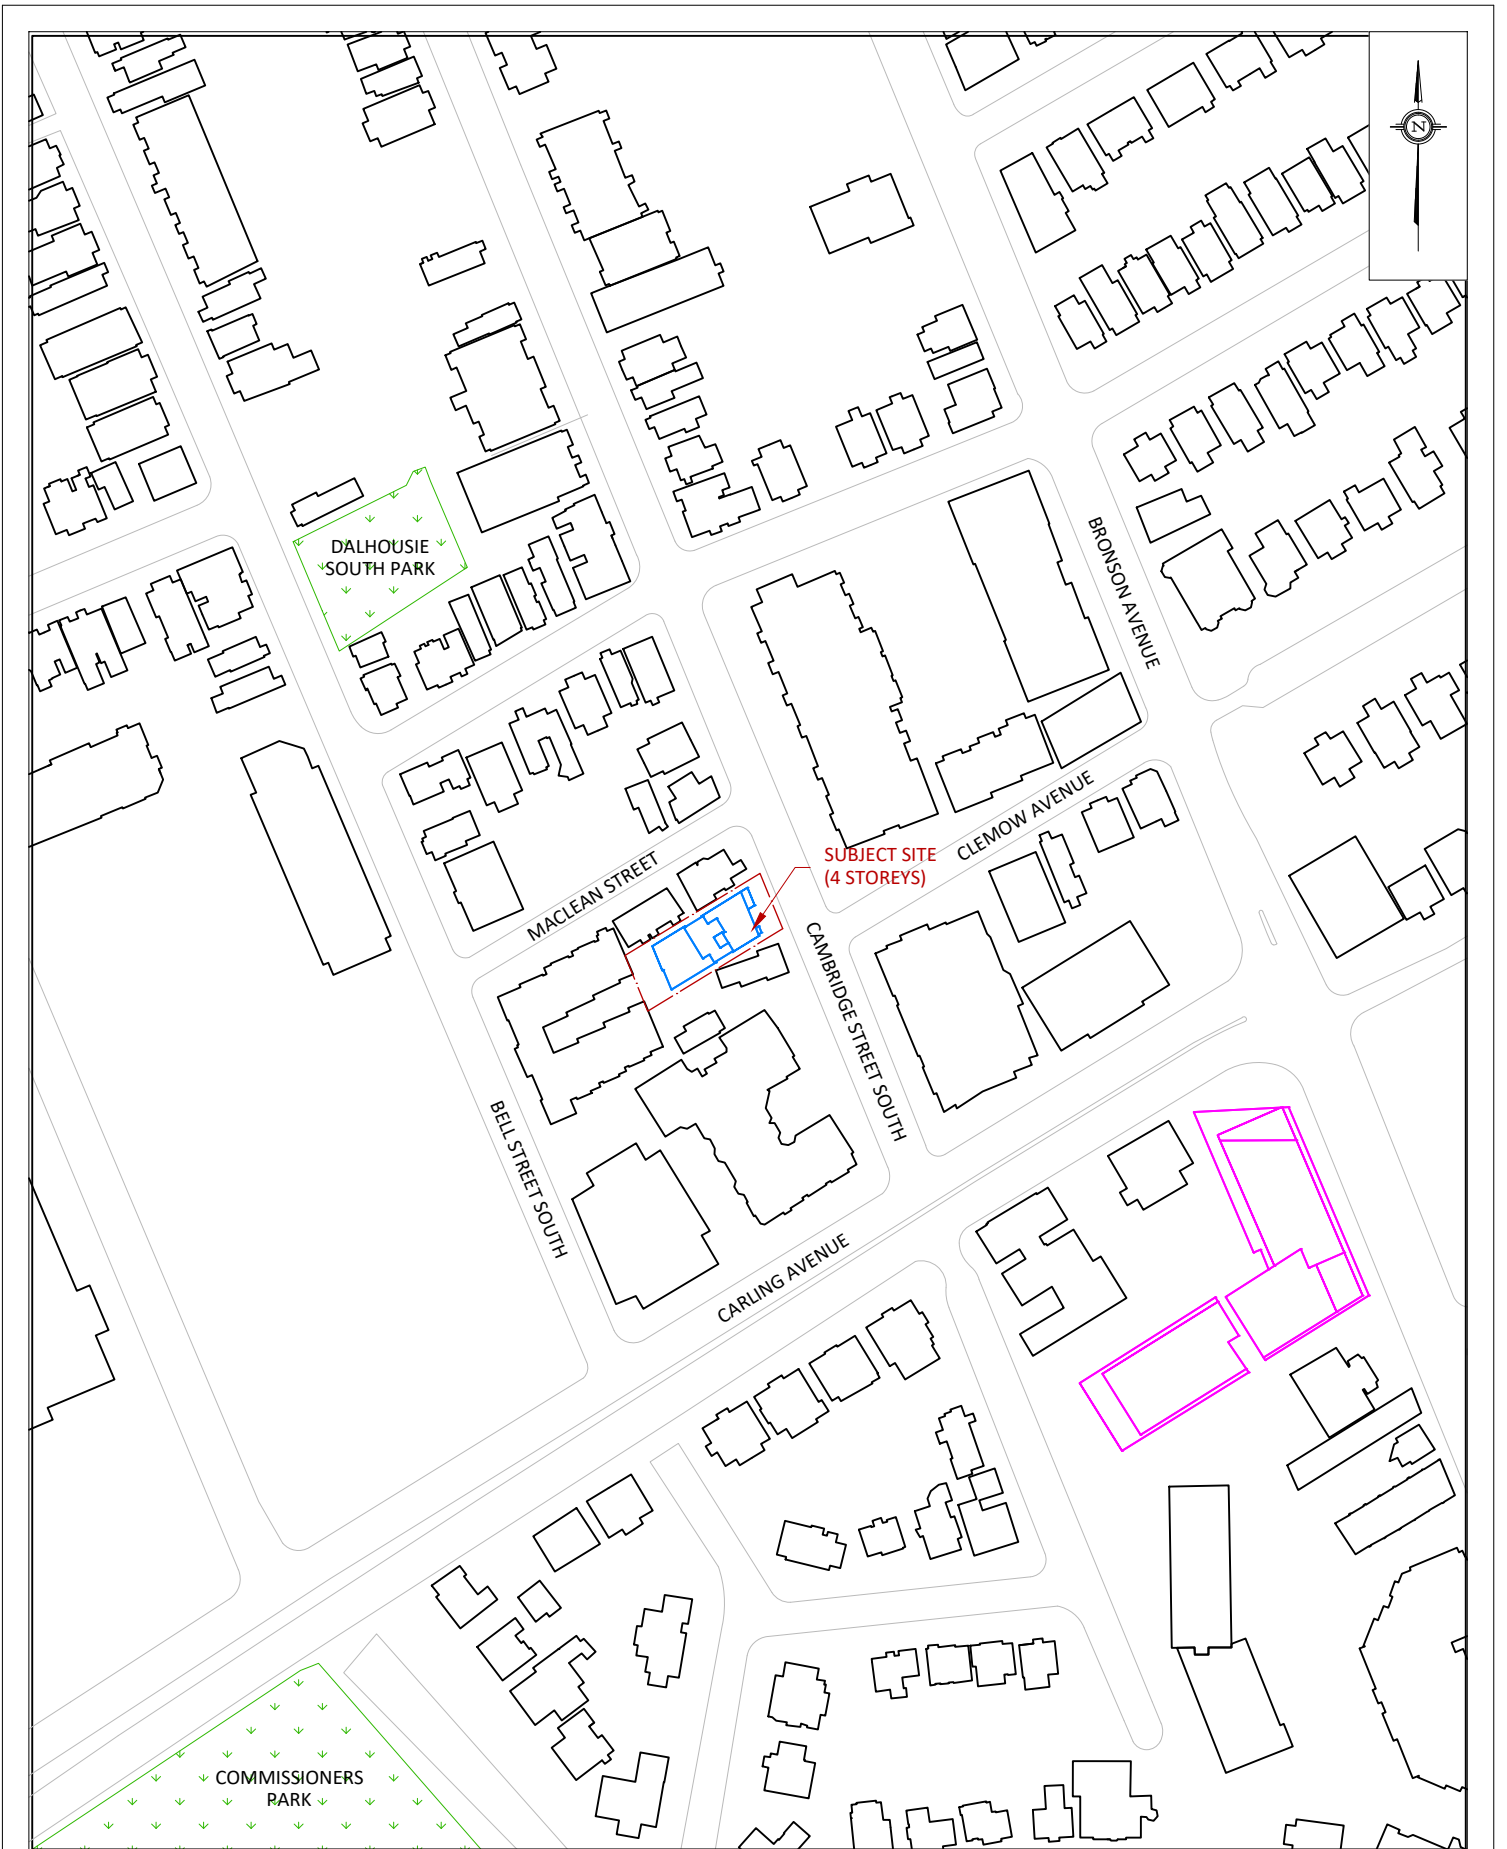 N
DALHOUSIE
SOUTH PARK
BRONSON AVENUE
CLEMOW AVENUE
SUBJECT SITE
(4 STOREYS)
MACLEAN STREET
CAMBRIDGE STREET SOUTH
BELL STREET SOUTH
CARLING AVENUE
COMMISSIONERS
PARK